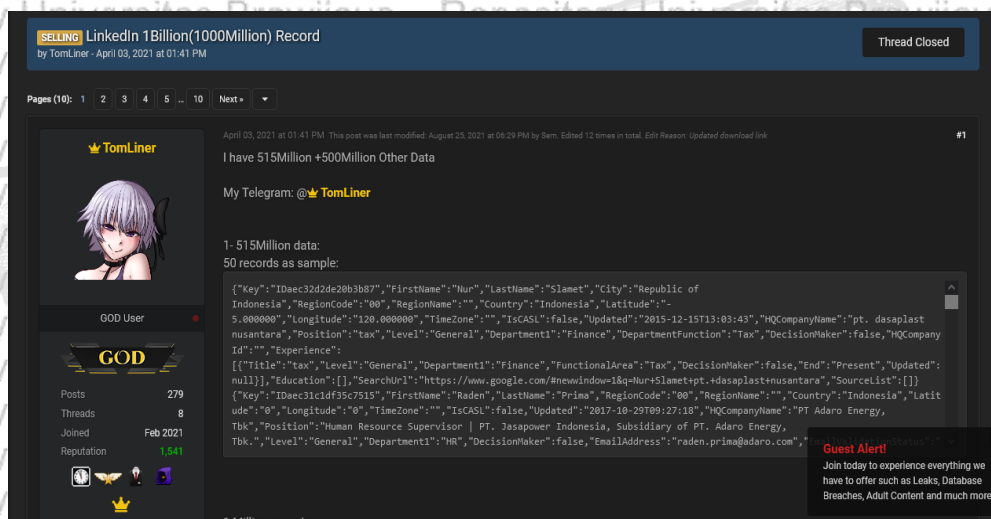 Universitas Brawijaya Repositori Universitas Brawijaya
SELLING LinkedIn 1Billion(1000Million) Record
by TomLiner - April 03, 2021 at 01:41 PM
Thread Closed
Pages (10): 1 2 3 4 5 .. 10 Next »
TomLiner
GOD User
GOD
Posts 279
Threads 8
Joined Feb 2021
Reputation 1,541
April 03, 2021 at 01:41 PM This post was last modified: August 25, 2021 at 06:29 PM by Sem. Edited 12 times in total. Edit Reason: Updated download link
#1
I have 515Million +500Million Other Data
My Telegram: @TomLiner
1- 515Million data:
50 records as sample:
{"Key":"IDaec32d2de20b3b87","FirstName":"Nur","LastName":"Slamet","City":"Republic of
Indonesia","RegionCode":"00","RegionName":"","Country":"Indonesia","Latitude":"-
5.000000","Longitude":"120.000000","TimeZone":"","IsCASL":false,"Updated":"2015-12-15T13:03:43","HQCompanyName":"pt. dasaplast
nusantara","Position":"tax","Level":"General","Department1":"Finance","DepartmentFunction":"Tax","DecisionMaker":false,"HQCompany
Id":"","Experience":
[{"Title":"tax","Level":"General","Department1":"Finance","FunctionalArea":"Tax","DecisionMaker":false,"End":"Present","Updated":
null}],"Education":[],"SearchUrl":"https://www.google.com/#newwindow=1&q=Nur+Slamet+pt.+dasaplast+nusantara","SourceList":[]}
{"Key":"IDaec31c1df35c7515","FirstName":"Raden","LastName":"Prima","RegionCode":"00","RegionName":"","Country":"Indonesia","Latit
ude":"0","Longitude":"0","TimeZone":"","IsCASL":false,"Updated":"2017-10-29T09:27:18","HQCompanyName":"PT Adaro Energy,
Tbk","Position":"Human Resource Supervisor | PT. Jasapower Indonesia, Subsidiary of PT. Adaro Energy,
Tbk.","Level":"General","Department1":"HR","DecisionMaker":false,"EmailAddress":"raden.prima@adaro.com","
Guest Alert!
Join today to experience everything we
have to offer such as Leaks, Database
Breaches, Adult Content and much more